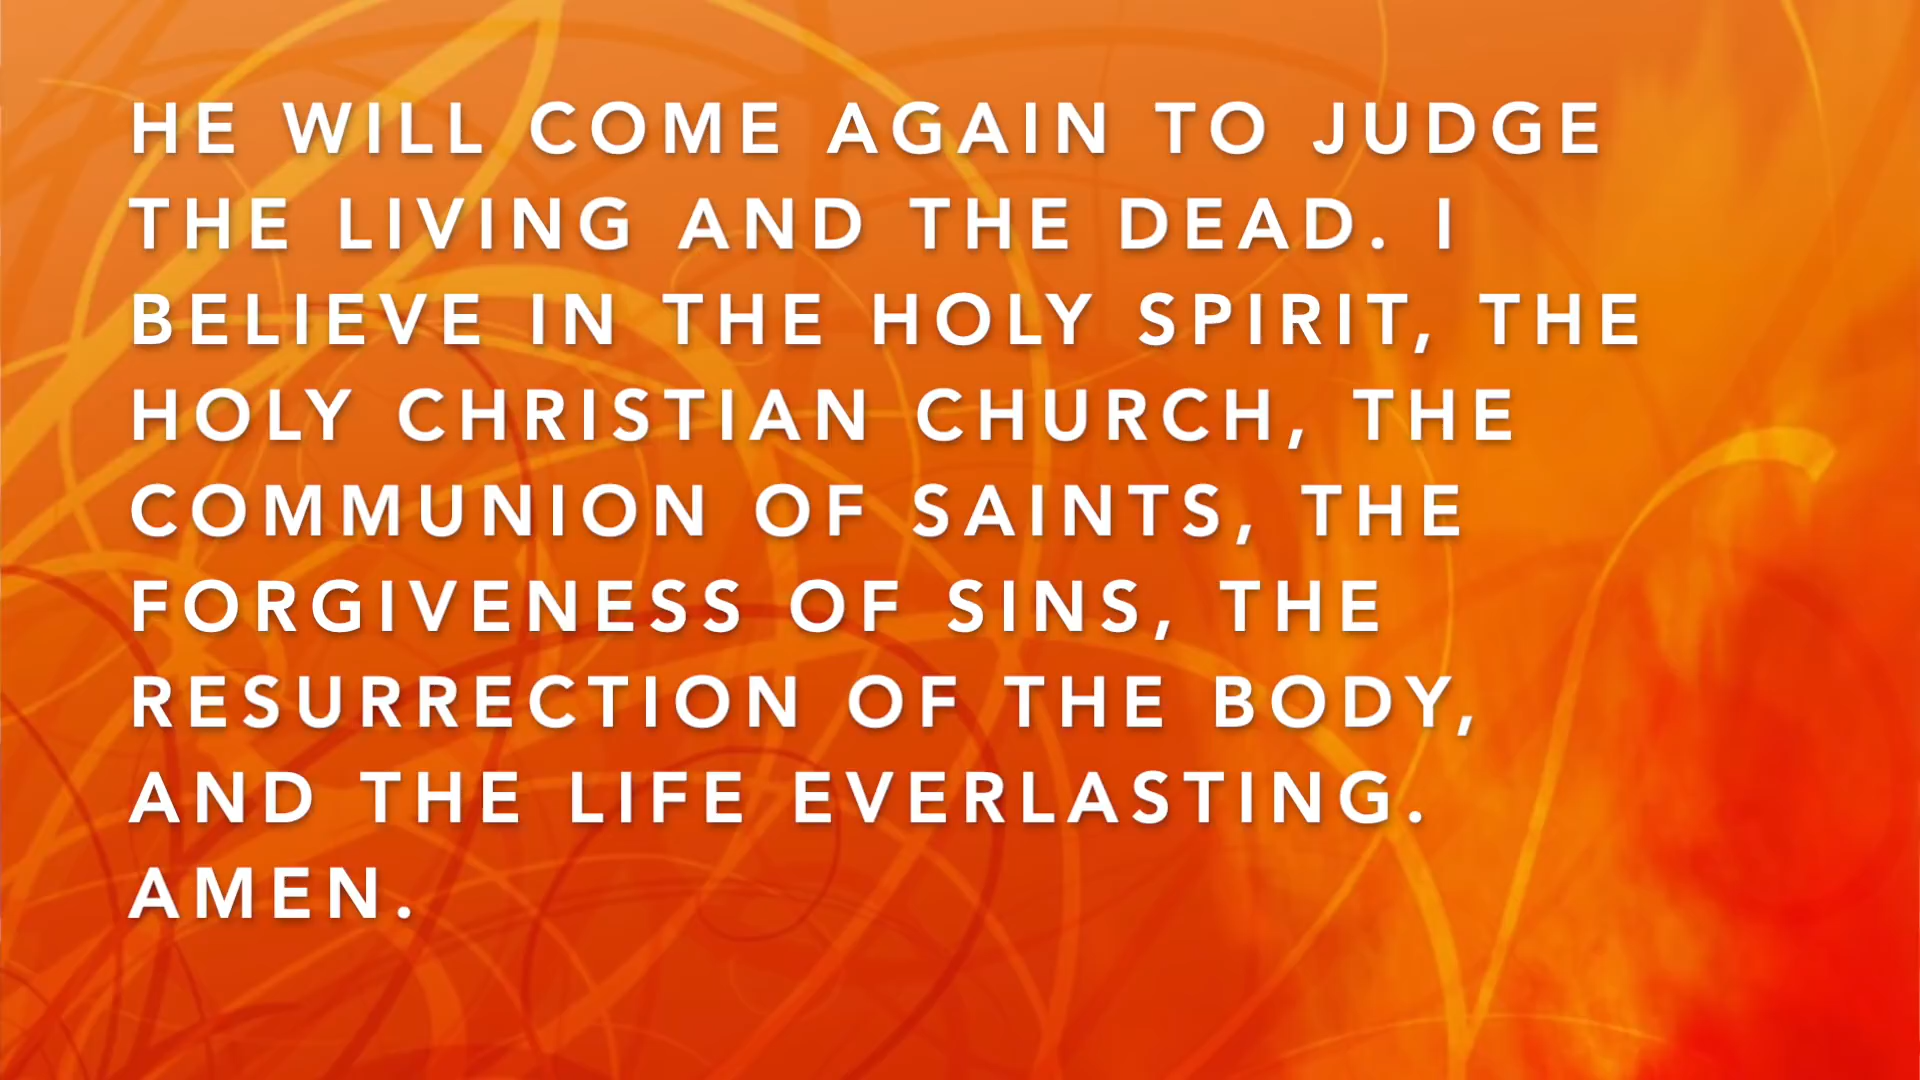 HE WILL COME AGAIN TO JUDGE
THE LIVING AND THE DEAD. I
BELIEVE IN THE HOLY SPIRIT, THE
HOLY CHRISTIAN CHURCH, THE
COMMUNION OF SAINTS, THE
FORGIVENESS OF SINS, THE
RESURRECTION OF THE BODY,
AND THE LIFE EVERLASTING.
AMEN.